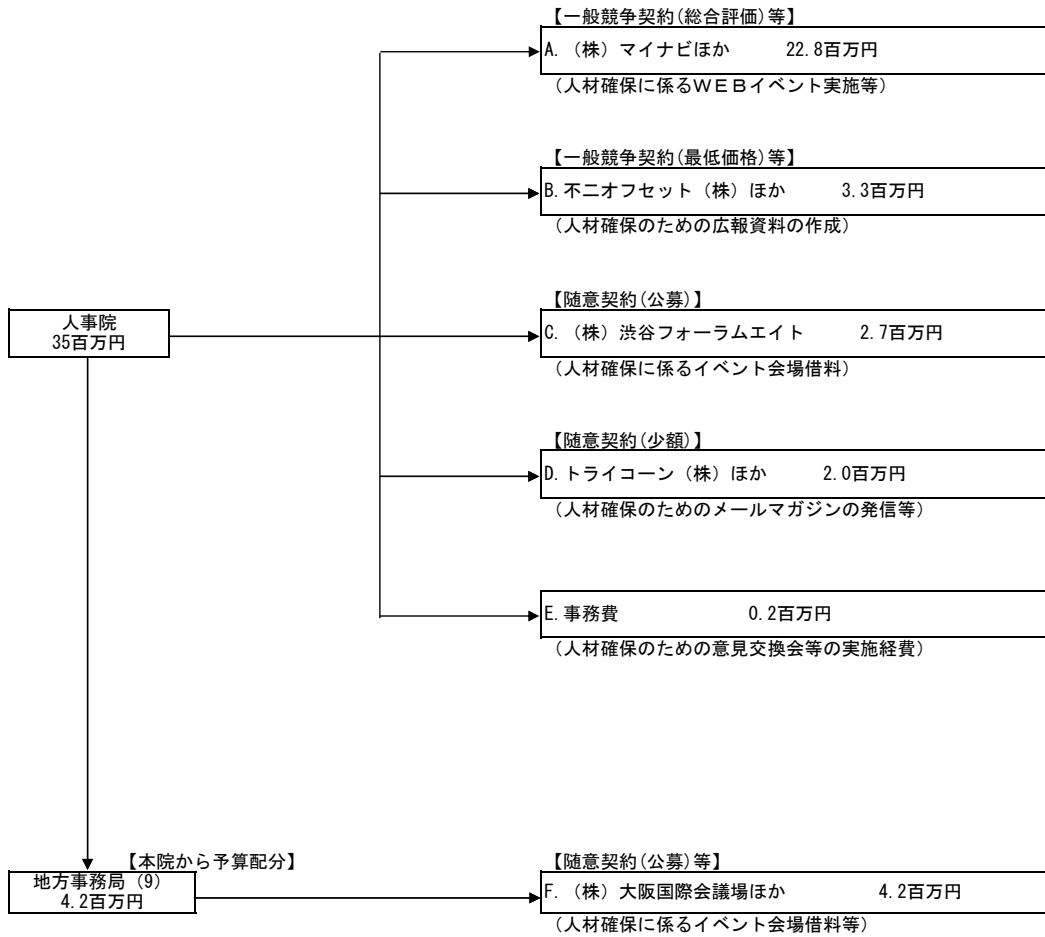 【一般競争契約(総合評価)等】
A.（株）マイナビほか　　22.8百万円
（人材確保に係るＷＥＢイベント実施等）
【一般競争契約(最低価格)等】
B.不二オフセット（株）ほか　　3.3百万円
（人材確保のための広報資料の作成）
【随意契約(公募)】
人事院
35百万円
C.（株）渋谷フォーラムエイト　　2.7百万円
（人材確保に係るイベント会場借料）
【随意契約(少額)】
D.トライコーン（株）ほか　　2.0百万円
（人材確保のためのメールマガジンの発信等）
E.事務費　　0.2百万円
（人材確保のための意見交換会等の実施経費）
【本院から予算配分】
地方事務局（9）
4.2百万円
【随意契約(公募)等】
F.（株）大阪国際会議場ほか　　4.2百万円
（人材確保に係るイベント会場借料等）